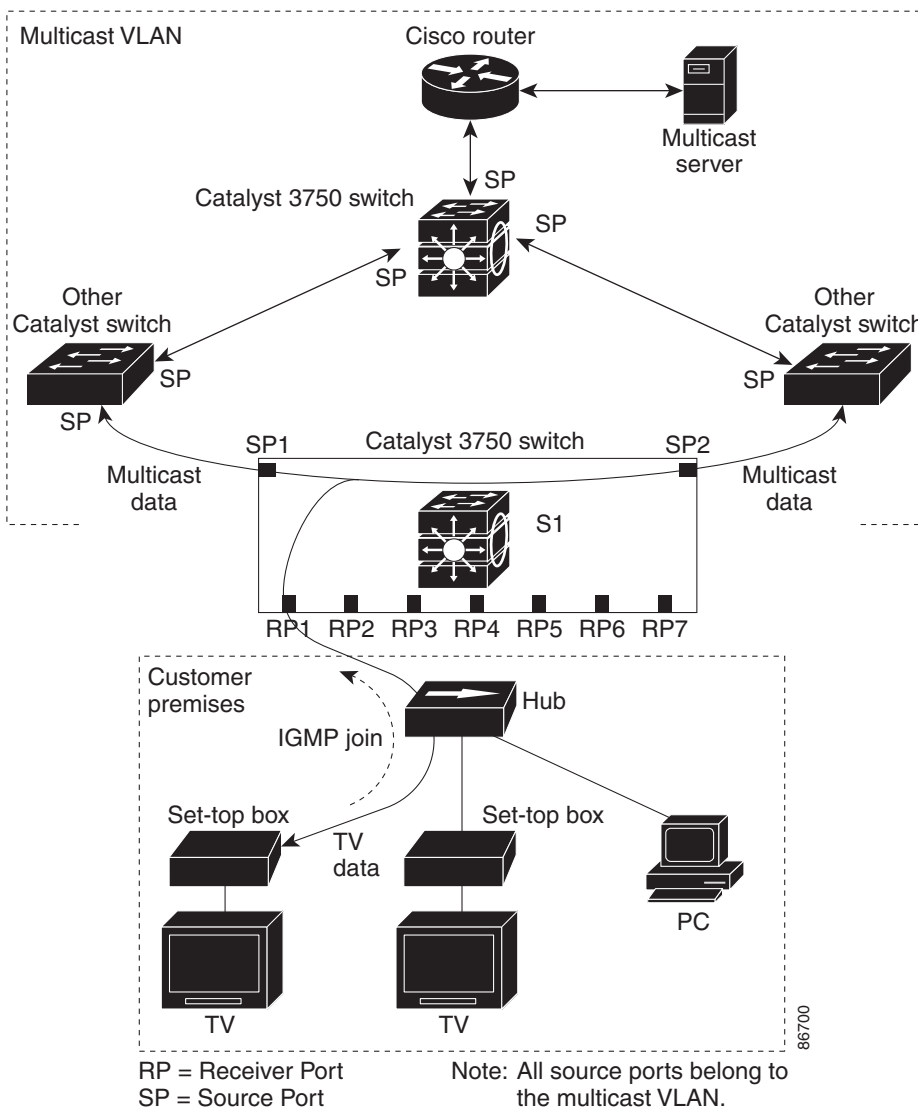 Multicast VLAN
Cisco router
Multicast
server
SP
Catalyst 3750 switch
SP
SP
Other
Catalyst switch
Other
Catalyst switch
SP
SP
SP
SP1
Catalyst 3750 switch
SP2
Multicast
data
Multicast
data
S1
RP1
RP2
RP3
RP4
RP5
RP6
RP7
Customer
premises
Hub
IGMP join
Set-top box
Set-top box
TV
data
PC
TV
TV
86700
RP = Receiver Port
SP = Source Port
Note: All source ports belong to
the multicast VLAN.